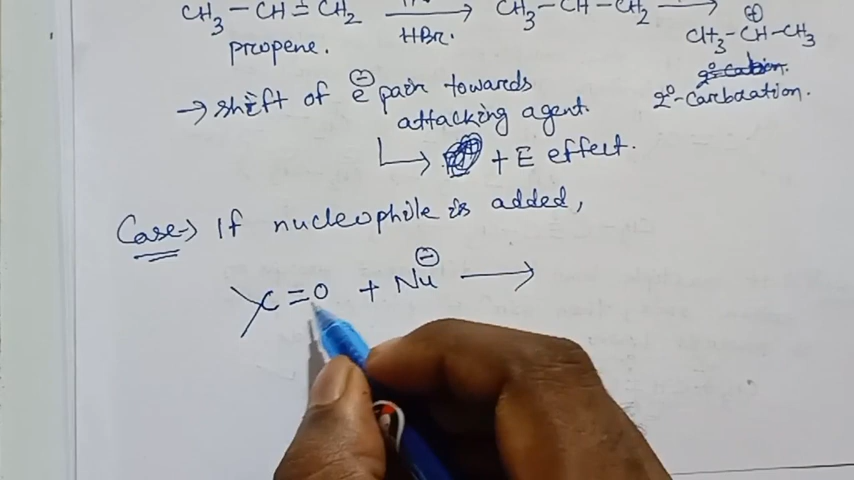 CH3-CH=CH2 → CH3-CH-CH2 →
HBr.
propene.
CH3-CH-CH3
⊕
2°-Carbocation.
→ shift of e⊖ pair towards
attacking agent.
→ + E effect.
Case→ If nucleophile is added,
C=O + Nu⊖ →